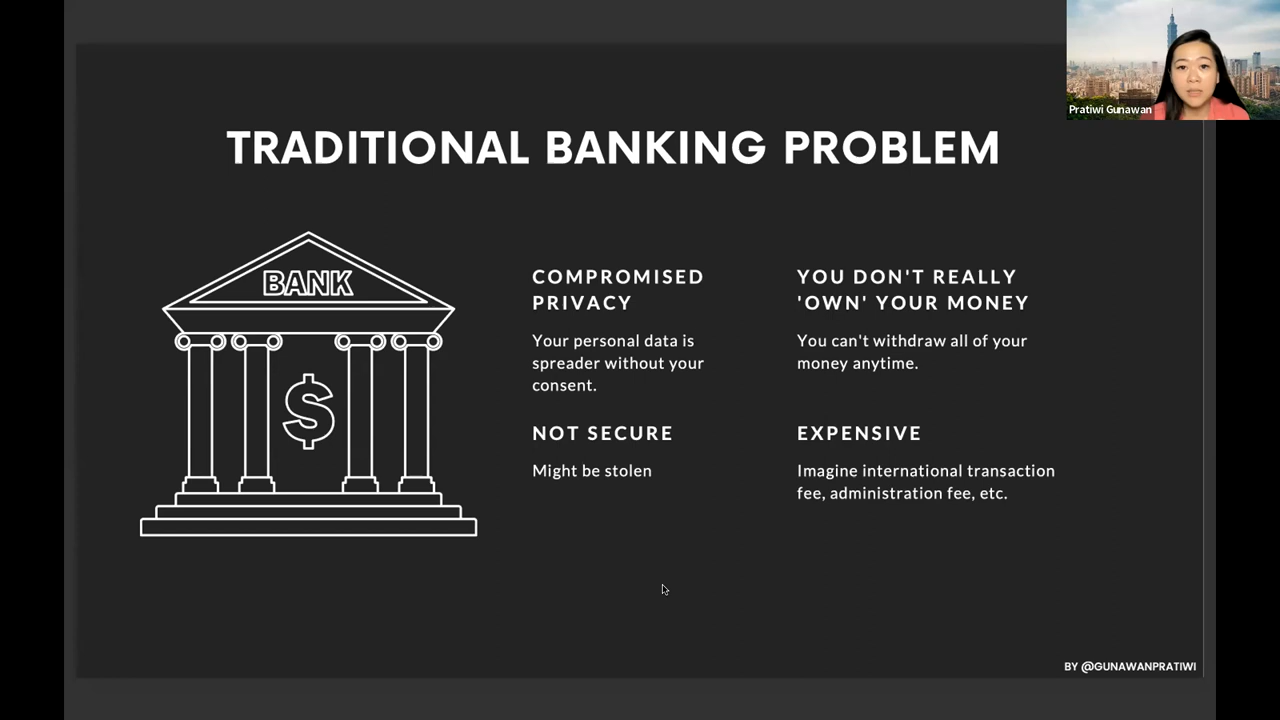 Pratiwi Gunawan
TRADITIONAL BANKING PROBLEM
BANK
$
COMPROMISED
PRIVACY
Your personal data is
spreader without your
consent.
YOU DON'T REALLY
'OWN' YOUR MONEY
You can't withdraw all of your
money anytime.
NOT SECURE
Might be stolen
EXPENSIVE
Imagine international transaction
fee, administration fee, etc.
BY @GUNAWANPRATIWI